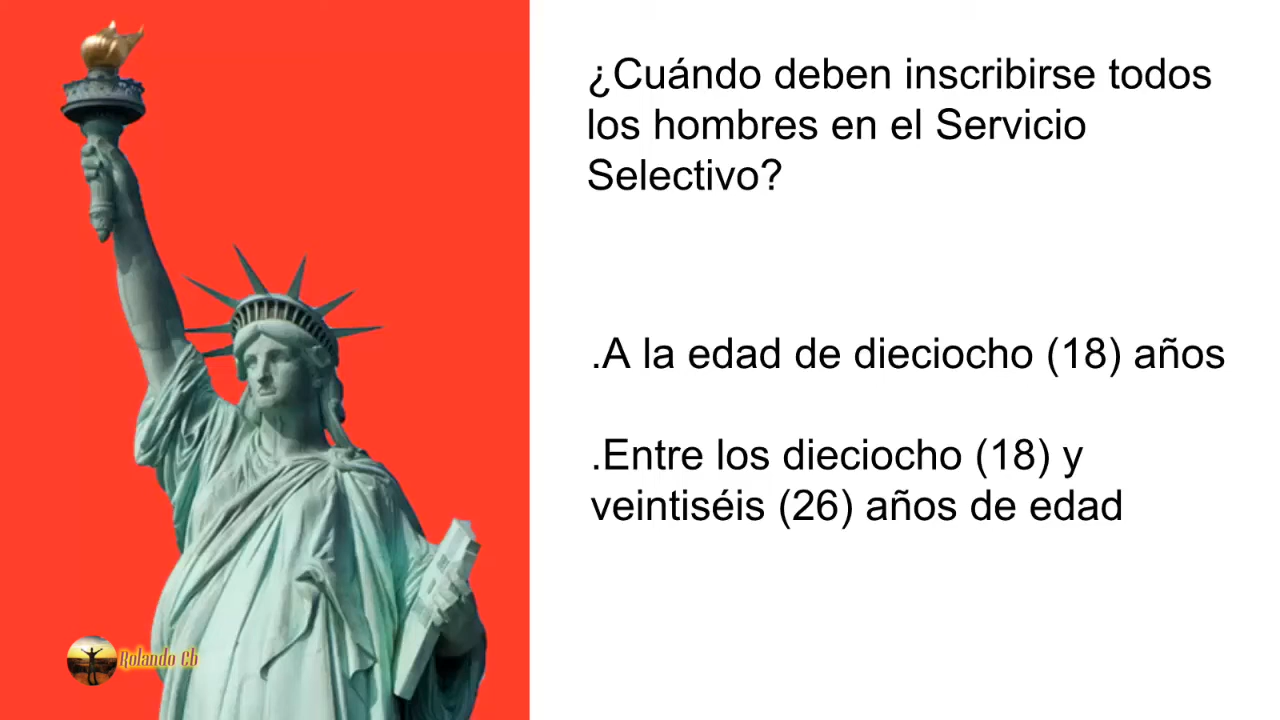 ¿Cuándo deben inscribirse todos
los hombres en el Servicio
Selectivo?
.A la edad de dieciocho (18) años
.Entre los dieciocho (18) y
veintiséis (26) años de edad
Rolando Cb